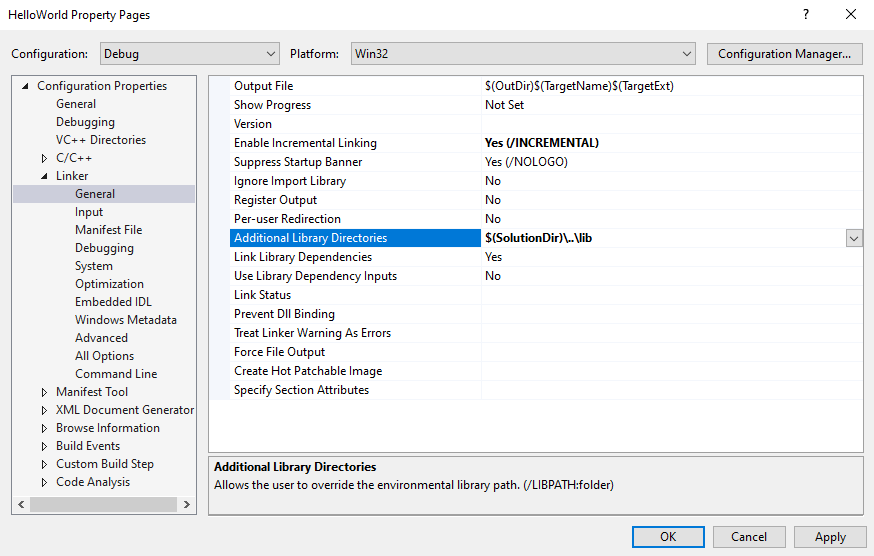 HelloWorld Property Pages
?
Configuration: Debug Platform: Win32 Configuration Manager...
Configuration Properties
General
Debugging
VC++ Directories
C/C++
Linker
General
Input
Manifest File
Debugging
System
Optimization
Embedded IDL
Windows Metadata
Advanced
All Options
Command Line
Manifest Tool
XML Document Generator
Browse Information
Build Events
Custom Build Step
Code Analysis
Output File $(OutDir)$(TargetName)$(TargetExt)
Show Progress Not Set
Version
Enable Incremental Linking Yes (/INCREMENTAL)
Suppress Startup Banner Yes (/NOLOGO)
Ignore Import Library No
Register Output No
Per-user Redirection No
Additional Library Directories $(SolutionDir)\..\lib
Link Library Dependencies Yes
Use Library Dependency Inputs No
Link Status
Prevent Dll Binding
Treat Linker Warning As Errors
Force File Output
Create Hot Patchable Image
Specify Section Attributes
Additional Library Directories
Allows the user to override the environmental library path. (/LIBPATH:folder)
OK Cancel Apply